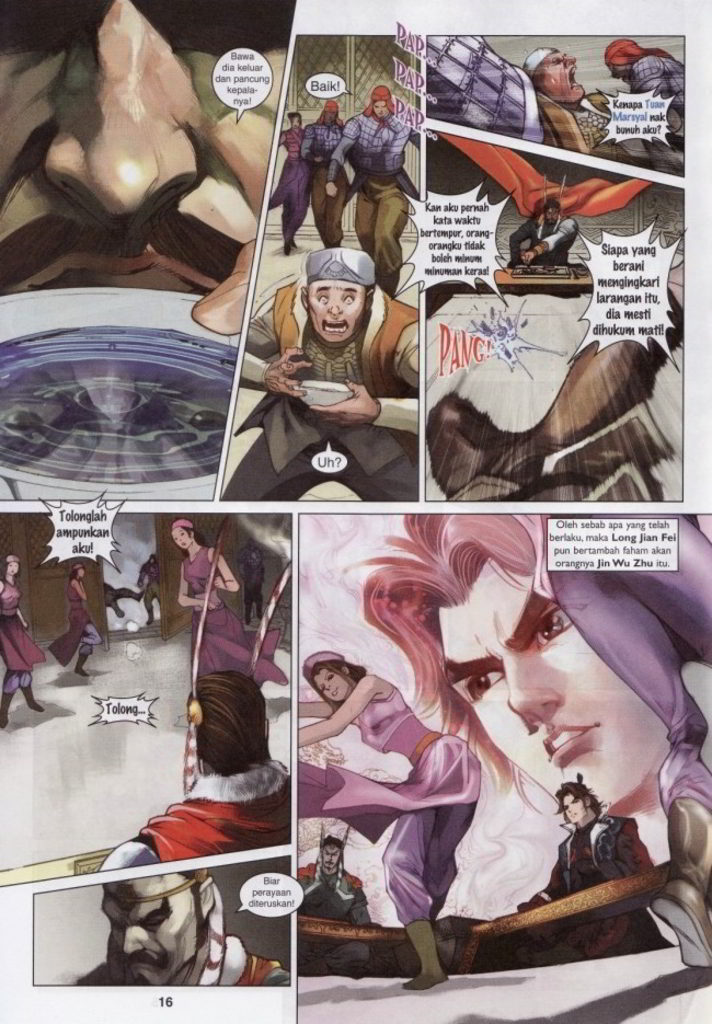 Bawa
dia keluar
dan pancung
kepala-
nya!
Baik!
PAP...
PAP...
PAP...
Uh?
Kenapa Tuan
Marsyal nak
bunuh aku?
Kan aku pernah
kata waktu
bertempur, orang-
orangku tidak
boleh minum
minuman keras!
Siapa yang
berani
mengingkari
larangan itu,
dia mesti
dihukum mati!
PANG!
Tolonglah
ampunkan
aku!
Tolong...
Biar
perayaan
diteruskan!
Oleh sebab apa yang telah
berlaku, maka Long Jian Fei
pun bertambah faham akan
orangnya Jin Wu Zhu itu.
16